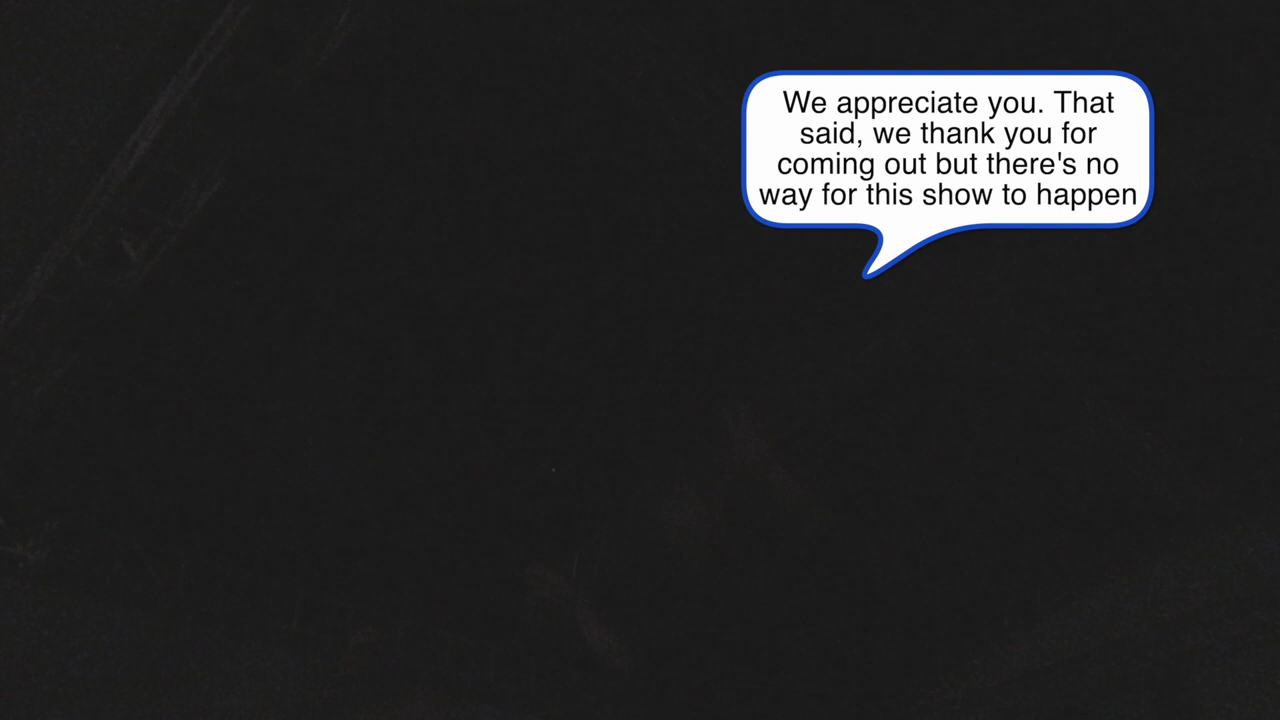 We appreciate you. That
said, we thank you for
coming out but there's no
way for this show to happen